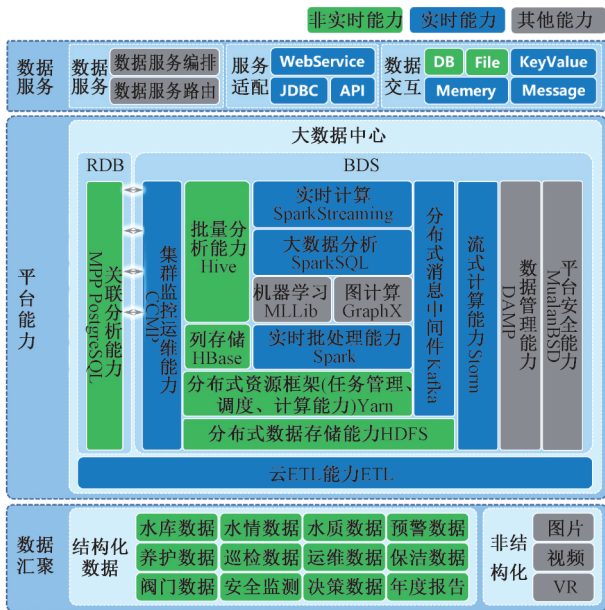 非实时能力
实时能力
其他能力
数据
服务
数据
服务
数据服务编排
数据服务路由
服务
适配
WebService
JDBC
API
数据
交互
DB
File
KeyValue
Memery
Message
平台能力
大数据中心
RDB
BDS
关联分析能力
MPP PostgreSQL
集群监控运维能力
CCMP
批量分
析能力
Hive
实时计算
SparkStreaming
大数据分析
SparkSQL
机器学习
MLLib
图计算
GraphX
列存储
HBase
实时批处理能力
Spark
分布式资源框架(任务管理、
调度、计算能力)Yarn
分布式数据存储能力HDFS
分布式消息中间件Kafka
流式计算能力Storm
数据管理能力
DAMP
平台安全能力
MualanBSD
云ETL能力ETL
数据
汇聚
结构化
数据
水库数据
水情数据
水质数据
预警数据
养护数据
巡检数据
运维数据
保洁数据
阀门数据
安全监测
决策数据
年度报告
非结
构化
图片
视频
VR